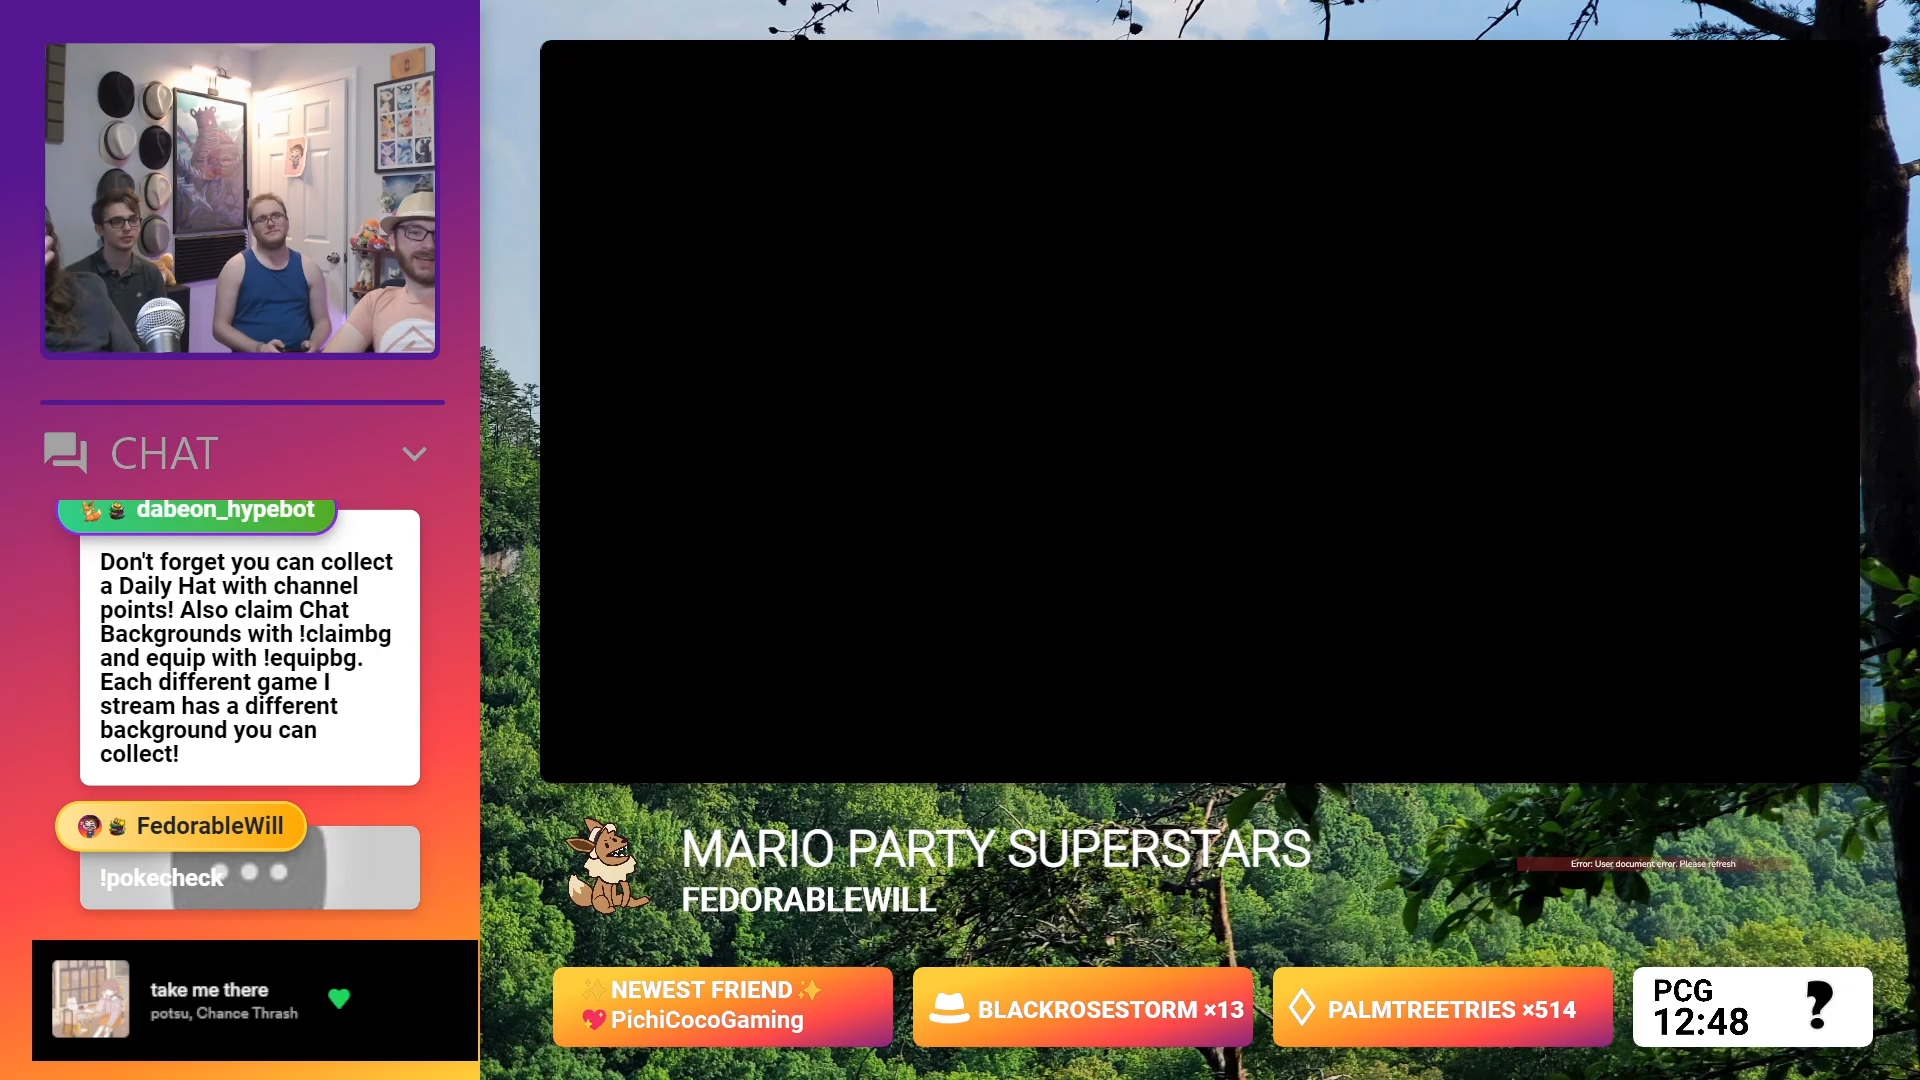 CHAT
dabeon_hypebot
Don't forget you can collect
a Daily Hat with channel
points! Also claim Chat
Backgrounds with !claimbg
and equip with !equipbg.
Each different game I
stream has a different
background you can
collect!
FedorableWill
!pokecheck
take me there
potsu, Chance Thrash
MARIO PARTY SUPERSTARS
FEDORABLEWILL
Error: User document error. Please refresh
NEWEST FRIEND
PichiCocoGaming
BLACKROSESTORM ×13
PALMTREETRIES ×514
PCG
12:48
?